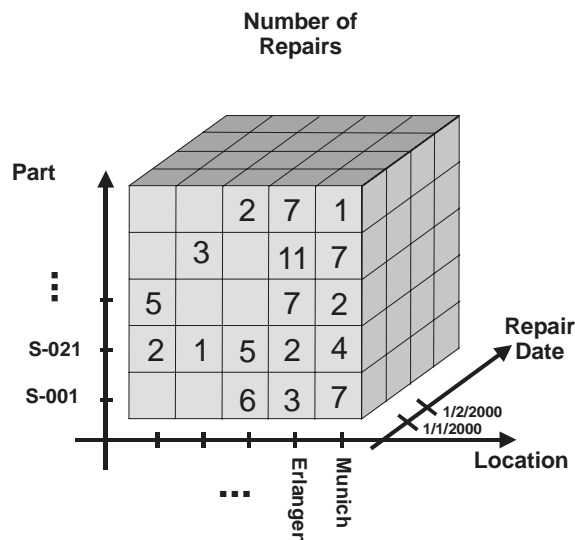 Number of
Repairs
Part
2 7 1
3 11 7
5 7 2
S-021 2 1 5 2 4
S-001 6 3 7
...
Repair
Date
1/2/2000
1/1/2000
Location
...
Erlanger
Munich